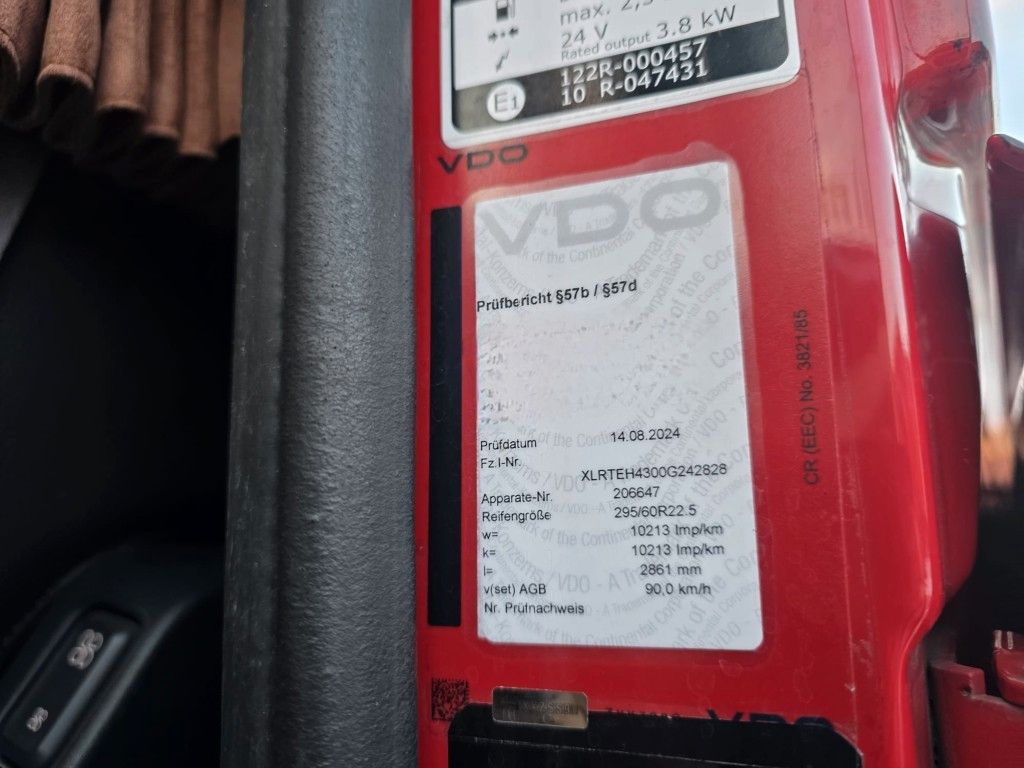 max. 2,5
24 V
Rated output 3.8 kW
122R-000457
10 R-047431
E1
VDO
VDO
Prüfbericht §57b / §57d
Prüfdatum 14.08.2024
Fz.I-Nr. XLRTEH4300G242828
Apparate-Nr. 206647
Reifengröße 295/60R22.5
w= 10213 Imp/km
k= 10213 Imp/km
l= 2861 mm
v(set) AGB 90,0 km/h
Nr. Prüfnachweis
CR (EEC) No. 3821/85
VDO